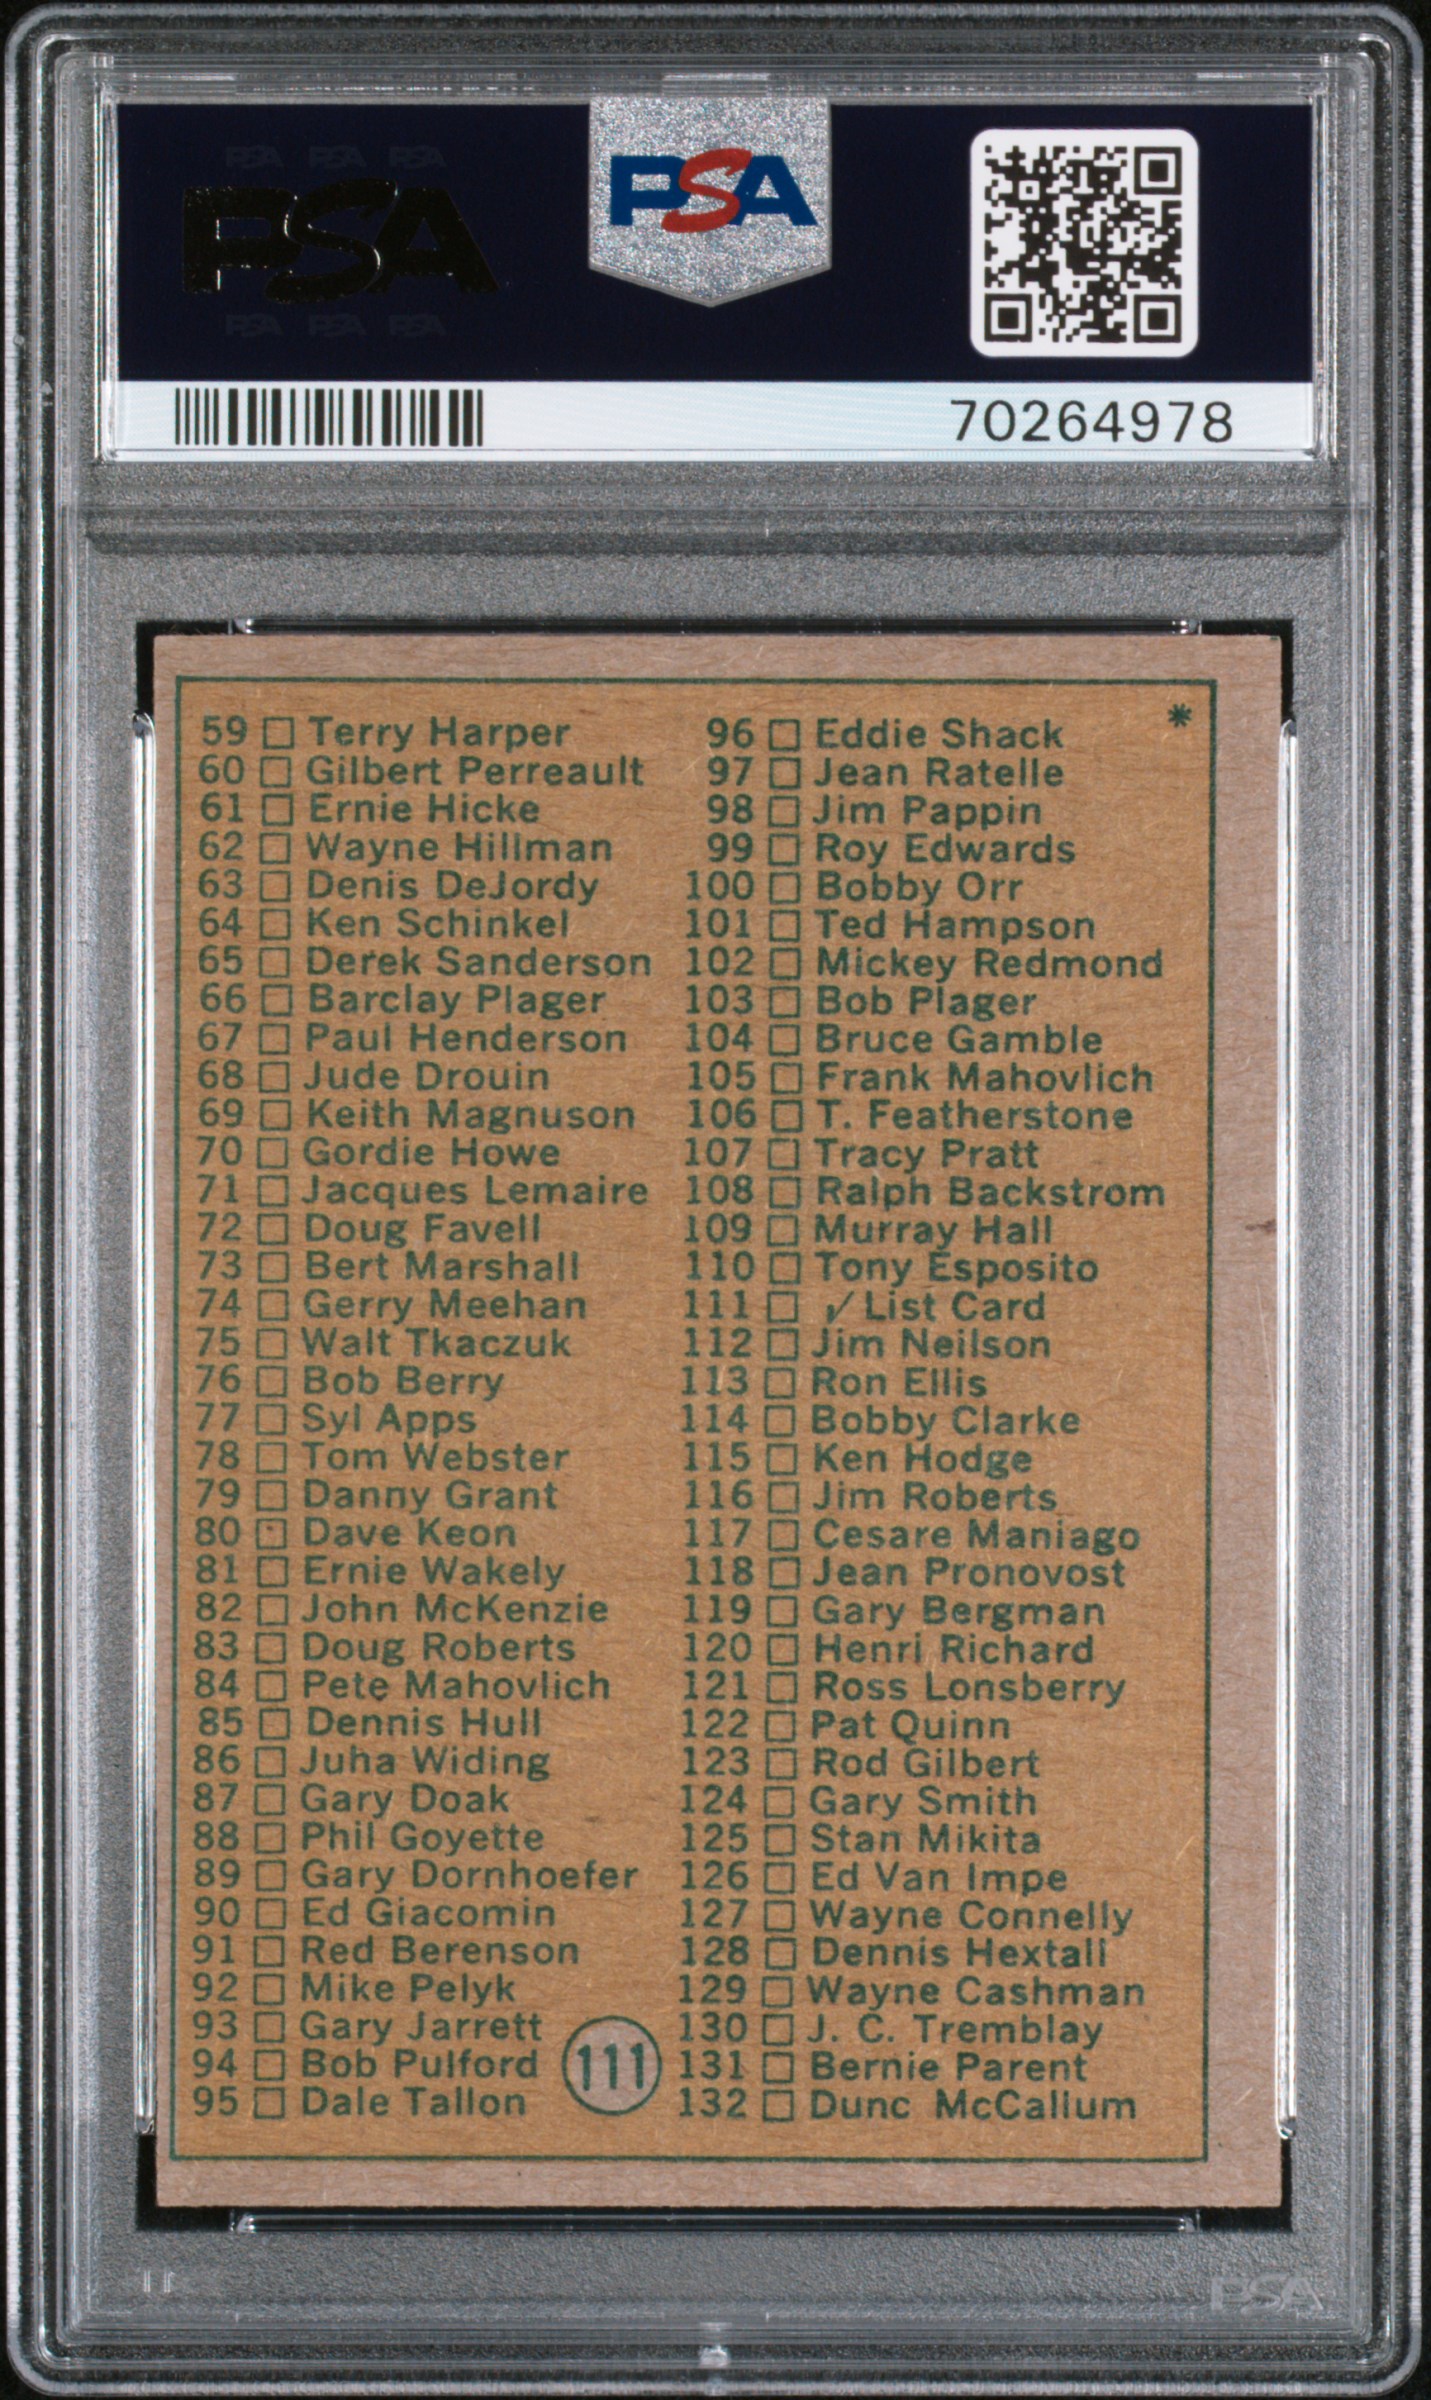 PSA PSA PSA
PSA
PSA PSA PSA
PSA
70264978
*
59 □ Terry Harper
60 □ Gilbert Perreault
61 □ Ernie Hicke
62 □ Wayne Hillman
63 □ Denis DeJordy
64 □ Ken Schinkel
65 □ Derek Sanderson
66 □ Barclay Plager
67 □ Paul Henderson
68 □ Jude Drouin
69 □ Keith Magnuson
70 □ Gordie Howe
71 □ Jacques Lemaire
72 □ Doug Favell
73 □ Bert Marshall
74 □ Gerry Meehan
75 □ Walt Tkaczuk
76 □ Bob Berry
77 □ Syl Apps
78 □ Tom Webster
79 □ Danny Grant
80 □ Dave Keon
81 □ Ernie Wakely
82 □ John McKenzie
83 □ Doug Roberts
84 □ Pete Mahovlich
85 □ Dennis Hull
86 □ Juha Widing
87 □ Gary Doak
88 □ Phil Goyette
89 □ Gary Dornhoefer
90 □ Ed Giacomin
91 □ Red Berenson
92 □ Mike Pelyk
93 □ Gary Jarrett
94 □ Bob Pulford
95 □ Dale Tallon
111
96 □ Eddie Shack
97 □ Jean Ratelle
98 □ Jim Pappin
99 □ Roy Edwards
100 □ Bobby Orr
101 □ Ted Hampson
102 □ Mickey Redmond
103 □ Bob Plager
104 □ Bruce Gamble
105 □ Frank Mahovlich
106 □ T. Featherstone
107 □ Tracy Pratt
108 □ Ralph Backstrom
109 □ Murray Hall
110 □ Tony Esposito
111 □ ✓ List Card
112 □ Jim Neilson
113 □ Ron Ellis
114 □ Bobby Clarke
115 □ Ken Hodge
116 □ Jim Roberts
117 □ Cesare Maniago
118 □ Jean Pronovost
119 □ Gary Bergman
120 □ Henri Richard
121 □ Ross Lonsberry
122 □ Pat Quinn
123 □ Rod Gilbert
124 □ Gary Smith
125 □ Stan Mikita
126 □ Ed Van Impe
127 □ Wayne Connelly
128 □ Dennis Hextall
129 □ Wayne Cashman
130 □ J. C. Tremblay
131 □ Bernie Parent
132 □ Dunc McCallum
PSA